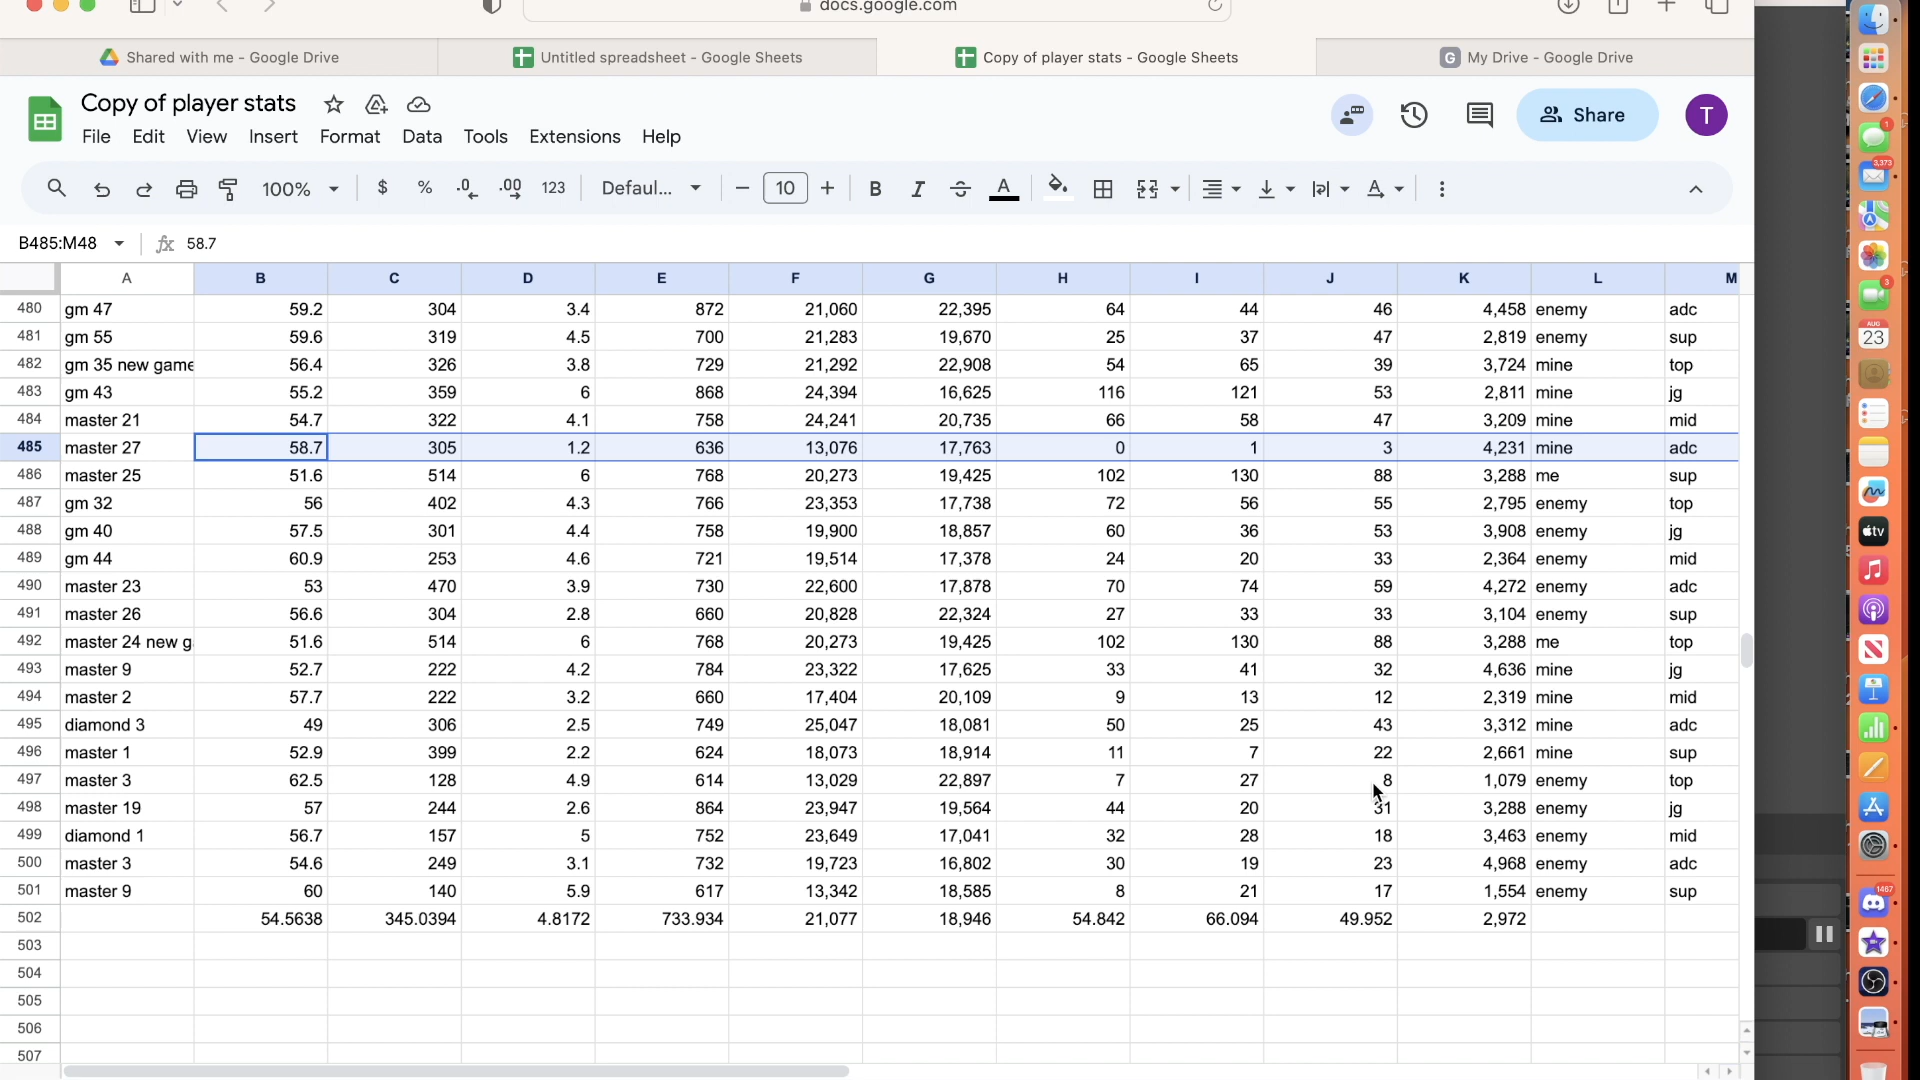 docs.google.com
Shared with me - Google Drive
Untitled spreadsheet - Google Sheets
Copy of player stats - Google Sheets
G My Drive - Google Drive
Copy of player stats
File Edit View Insert Format Data Tools Extensions Help
Share
T
100% $ % .0 .00 123 Defaul... − 10 + B I S A
B485:M48 fx 58.7
A B C D E F G H I J K L M
480 gm 47 59.2 304 3.4 872 21,060 22,395 64 44 46 4,458 enemy adc
481 gm 55 59.6 319 4.5 700 21,283 19,670 25 37 47 2,819 enemy sup
482 gm 35 new game 56.4 326 3.8 729 21,292 22,908 54 65 39 3,724 mine top
483 gm 43 55.2 359 6 868 24,394 16,625 116 121 53 2,811 mine jg
484 master 21 54.7 322 4.1 758 24,241 20,735 66 58 47 3,209 mine mid
485 master 27 58.7 305 1.2 636 13,076 17,763 0 1 3 4,231 mine adc
486 master 25 51.6 514 6 768 20,273 19,425 102 130 88 3,288 me sup
487 gm 32 56 402 4.3 766 23,353 17,738 72 56 55 2,795 enemy top
488 gm 40 57.5 301 4.4 758 19,900 18,857 60 36 53 3,908 enemy jg
489 gm 44 60.9 253 4.6 721 19,514 17,378 24 20 33 2,364 enemy mid
490 master 23 53 470 3.9 730 22,600 17,878 70 74 59 4,272 enemy adc
491 master 26 56.6 304 2.8 660 20,828 22,324 27 33 33 3,104 enemy sup
492 master 24 new g 51.6 514 6 768 20,273 19,425 102 130 88 3,288 me top
493 master 9 52.7 222 4.2 784 23,322 17,625 33 41 32 4,636 mine jg
494 master 2 57.7 222 3.2 660 17,404 20,109 9 13 12 2,319 mine mid
495 diamond 3 49 306 2.5 749 25,047 18,081 50 25 43 3,312 mine adc
496 master 1 52.9 399 2.2 624 18,073 18,914 11 7 22 2,661 mine sup
497 master 3 62.5 128 4.9 614 13,029 22,897 7 27 8 1,079 enemy top
498 master 19 57 244 2.6 864 23,947 19,564 44 20 31 3,288 enemy jg
499 diamond 1 56.7 157 5 752 23,649 17,041 32 28 18 3,463 enemy mid
500 master 3 54.6 249 3.1 732 19,723 16,802 30 19 23 4,968 enemy adc
501 master 9 60 140 5.9 617 13,342 18,585 8 21 17 1,554 enemy sup
502 54.5638 345.0394 4.8172 733.934 21,077 18,946 54.842 66.094 49.952 2,972
503
504
505
506
507
1
3,373
3
AUG
23
tv
1467